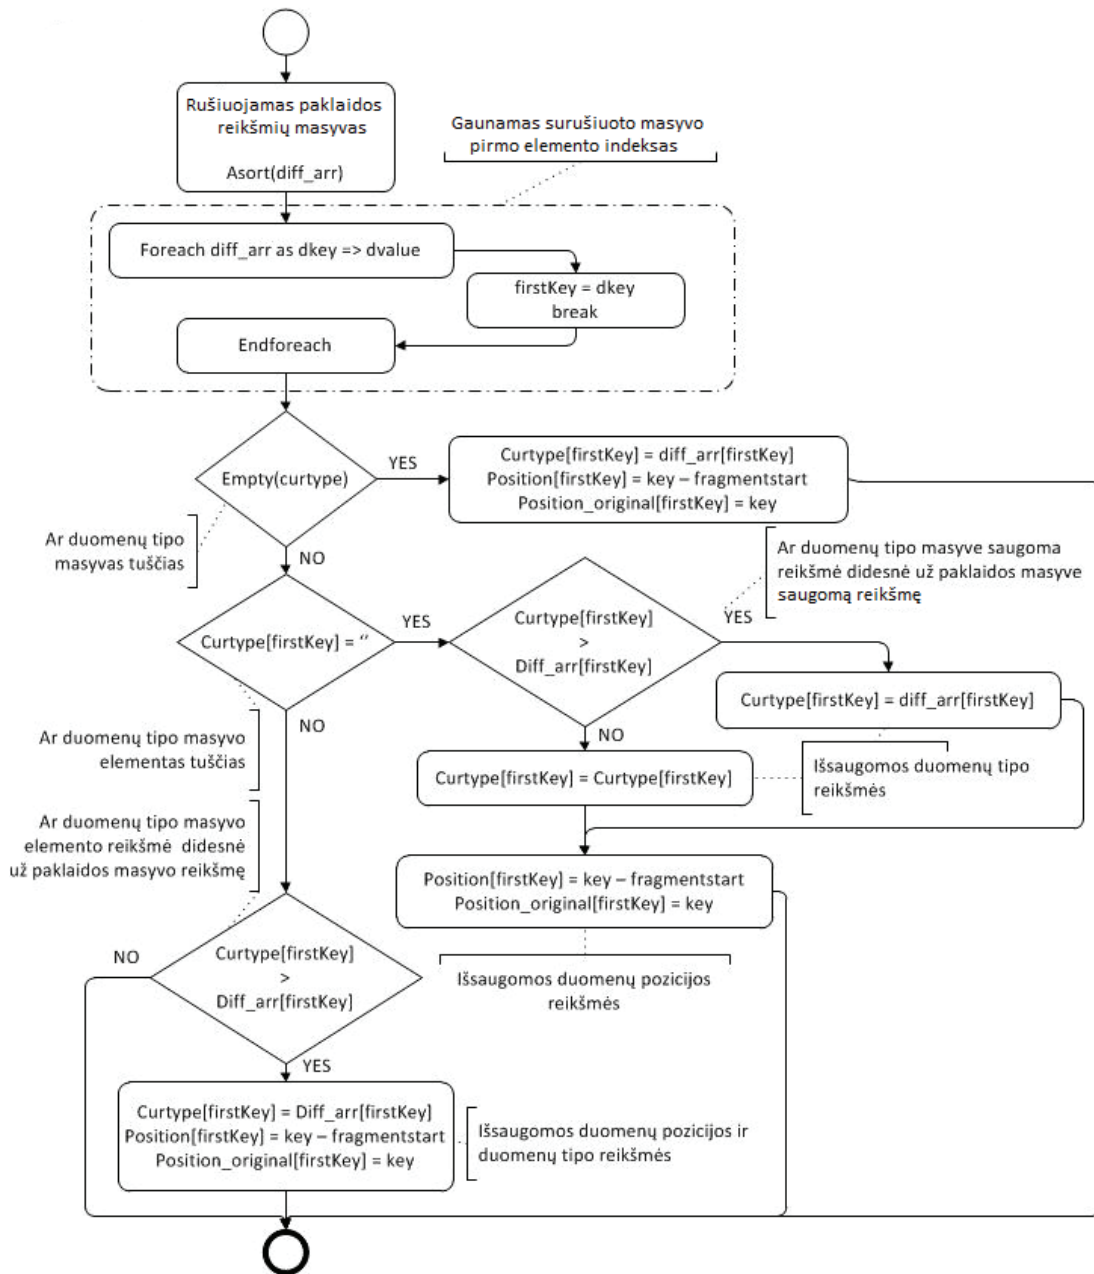 Rušiuojamas paklaidos
reikšmių masyvas
Asort(diff_arr)
Gaunamas surušiuoto masyvo
pirmo elemento indeksas
Foreach diff_arr as dkey => dvalue
firstKey = dkey
break
Endforeach
Empty(curtype)
YES
Curtype[firstKey] = diff_arr[firstKey]
Position[firstKey] = key – fragmentstart
Position_original[firstKey] = key
Ar duomenų tipo
masyvas tuščias
NO
Ar duomenų tipo masyve saugoma
reikšmė didesnė už paklaidos masyve
saugomą reikšmę
Curtype[firstKey] = ‘’
YES
Curtype[firstKey]
>
Diff_arr[firstKey]
YES
Curtype[firstKey] = diff_arr[firstKey]
NO
Ar duomenų tipo masyvo
elementas tuščias
NO
Curtype[firstKey] = Curtype[firstKey]
Išsaugomos duomenų tipo
reikšmės
Ar duomenų tipo masyvo
elemento reikšmė didesnė
už paklaidos masyvo reikšmę
Position[firstKey] = key – fragmentstart
Position_original[firstKey] = key
Išsaugomos duomenų pozicijos
reikšmės
NO
Curtype[firstKey]
>
Diff_arr[firstKey]
YES
Curtype[firstKey] = Diff_arr[firstKey]
Position[firstKey] = key – fragmentstart
Position_original[firstKey] = key
Išsaugomos duomenų pozicijos ir
duomenų tipo reikšmės